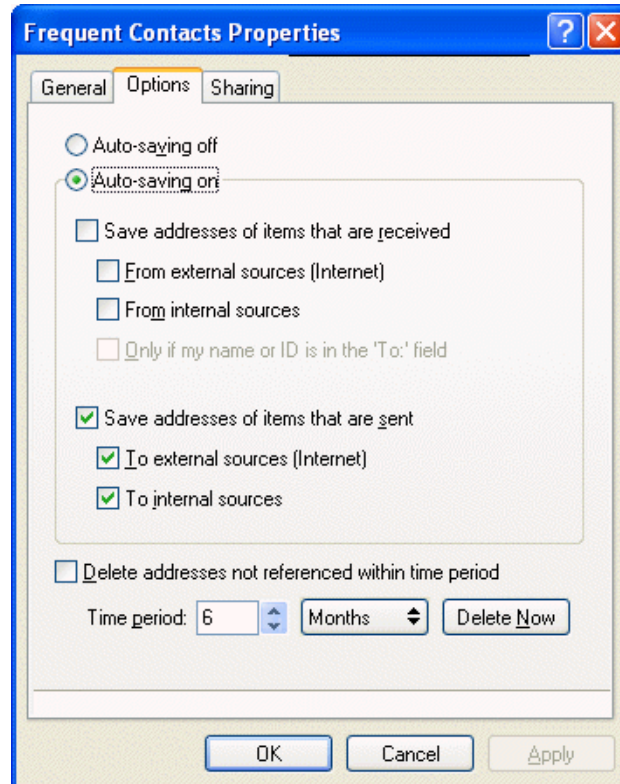 Frequent Contacts Properties
General Options Sharing
Auto-saving off
Auto-saving on
Save addresses of items that are received
From external sources (Internet)
From internal sources
Only if my name or ID is in the 'To:' field
Save addresses of items that are sent
To external sources (Internet)
To internal sources
Delete addresses not referenced within time period
Time period: 6 Months Delete Now
OK Cancel Apply